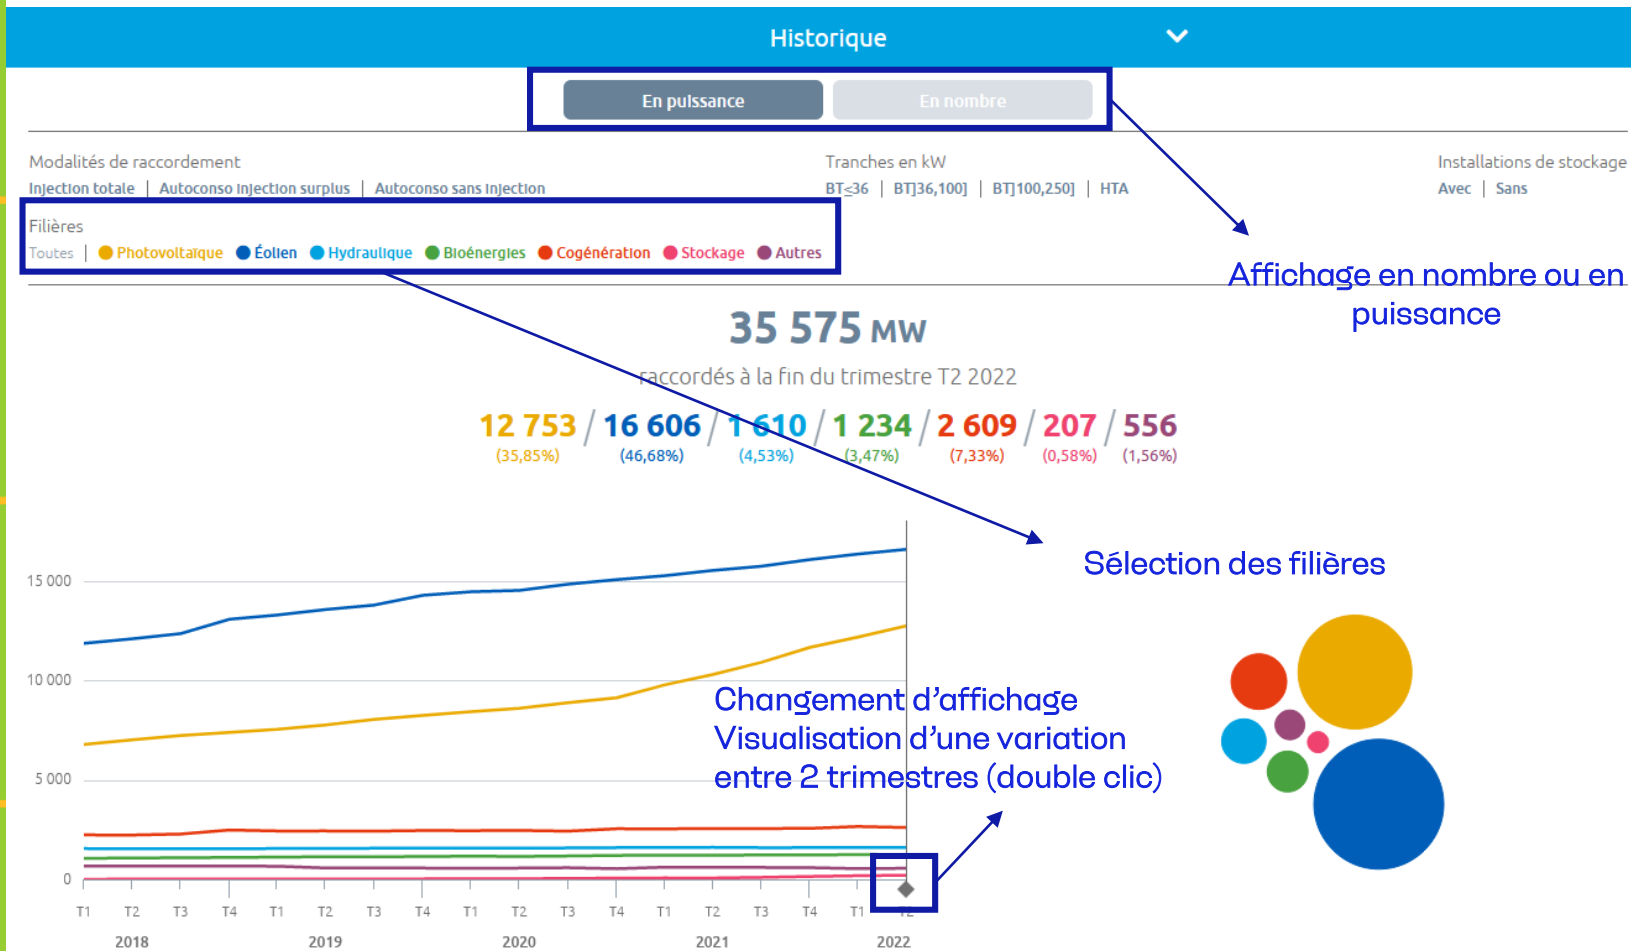 Historique
En puissance En nombre
Modalités de raccordement Tranches en kW Installations de stockage
Injection totale | Autoconso injection surplus | Autoconso sans injection BT≤36 | BT]36,100] | BT]100,250] | HTA Avec | Sans
Filières
Toutes | Photovoltaïque Éolien Hydraulique Bioénergies Cogénération Stockage Autres
Affichage en nombre ou en
puissance
35 575 MW
raccordés à la fin du trimestre T2 2022
12 753 / 16 606 / 1 610 / 1 234 / 2 609 / 207 / 556
(35,85%) (46,68%) (4,53%) (3,47%) (7,33%) (0,58%) (1,56%)
Sélection des filières
15 000
10 000
5 000
0
Changement d'affichage
Visualisation d'une variation
entre 2 trimestres (double clic)
T1 T2 T3 T4 T1 T2 T3 T4 T1 T2 T3 T4 T1 T2 T3 T4 T1 T2
2018 2019 2020 2021 2022